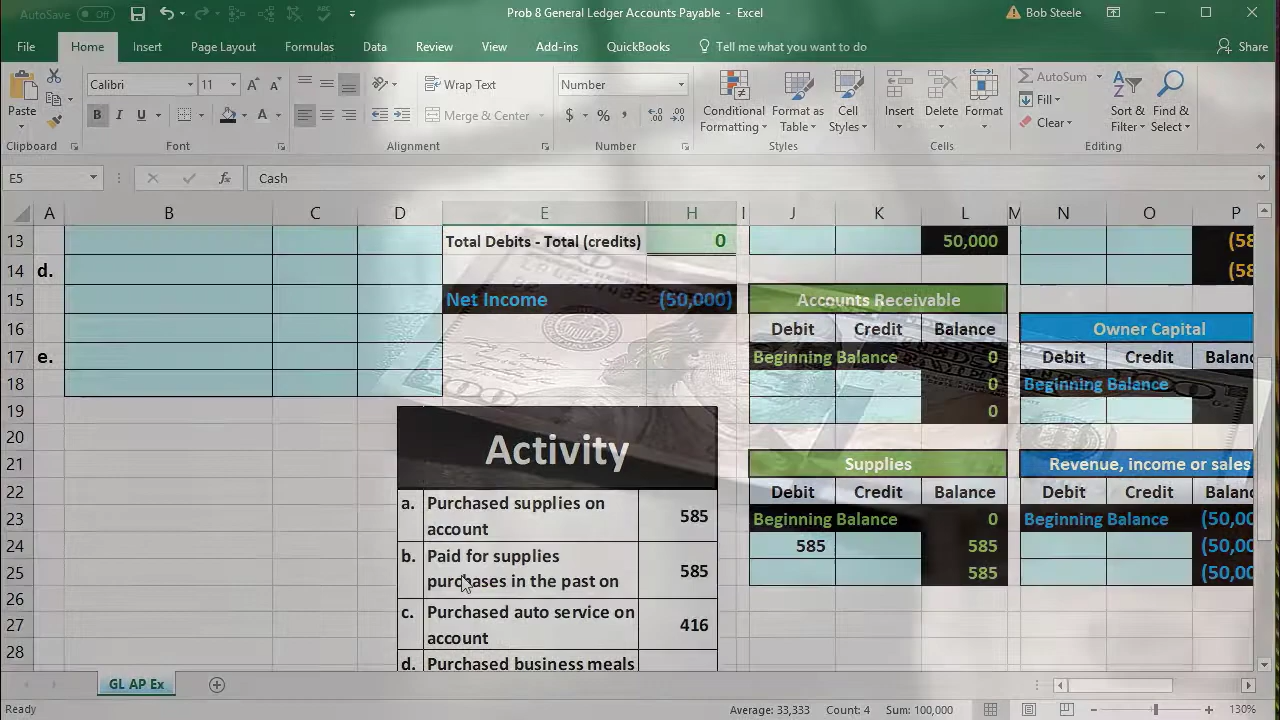 AutoSave Off
Prob 8 General Ledger Accounts Payable - Excel
Bob Steele
File Home Insert Page Layout Formulas Data Review View Add-ins QuickBooks Tell me what you want to do Share
Paste
Calibri 11
B I U
Wrap Text
Merge & Center
Number
$ % ,
Conditional Formatting
Format as Table
Cell Styles
Insert Delete Format
AutoSum
Fill
Clear
Sort & Filter
Find & Select
Clipboard Font Alignment Number Styles Cells Editing
E5 fx Cash
A B C D E H I J K L M N O P
13 Total Debits - Total (credits) 0 50,000 (58
14 d. (58
15 Net Income (50,000) Accounts Receivable
16 Debit Credit Balance Owner Capital
17 e. Beginning Balance 0 Debit Credit Balanc
18 0 Beginning Balance
19 0
20
21 Activity Supplies Revenue, income or sales
22 Debit Credit Balance Debit Credit Balanc
23 a. Purchased supplies on account 585 Beginning Balance 0 Beginning Balance (50,00
24 585 585 (50,00
25 b. Paid for supplies purchases in the past on 585 585 (50,00
26
27 c. Purchased auto service on account 416
28 d. Purchased business meals
GL AP Ex
Ready Average: 33,333 Count: 4 Sum: 100,000 130%